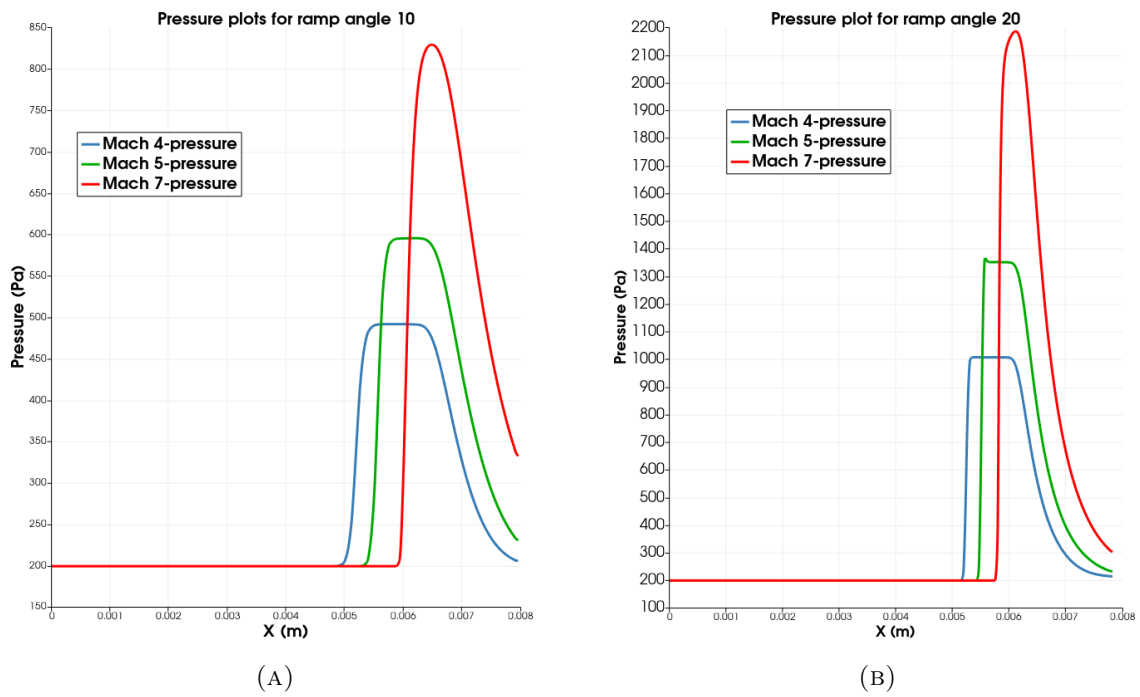 Pressure plots for ramp angle 10
850
800
750
700
650
600
550
500
450
400
350
300
250
200
150
Pressure (Pa)
Mach 4-pressure
Mach 5-pressure
Mach 7-pressure
0 0.001 0.002 0.003 0.004 0.005 0.006 0.007 0.008
X (m)
(A)
Pressure plot for ramp angle 20
2200
2100
2000
1900
1800
1700
1600
1500
1400
1300
1200
1100
1000
900
800
700
600
500
400
300
200
100
Pressure (Pa)
Mach 4-pressure
Mach 5-pressure
Mach 7-pressure
0 0.001 0.002 0.003 0.004 0.005 0.006 0.007 0.008
X (m)
(B)